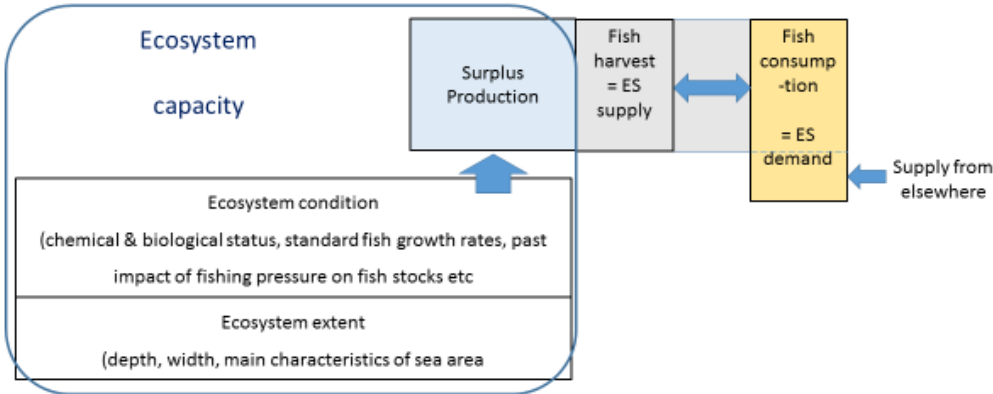 Ecosystem
capacity
Surplus
Production
Fish
harvest
= ES
supply
Fish
consump
-tion
= ES
demand
Supply from
elsewhere
Ecosystem condition
(chemical & biological status, standard fish growth rates, past
impact of fishing pressure on fish stocks etc
Ecosystem extent
(depth, width, main characteristics of sea area